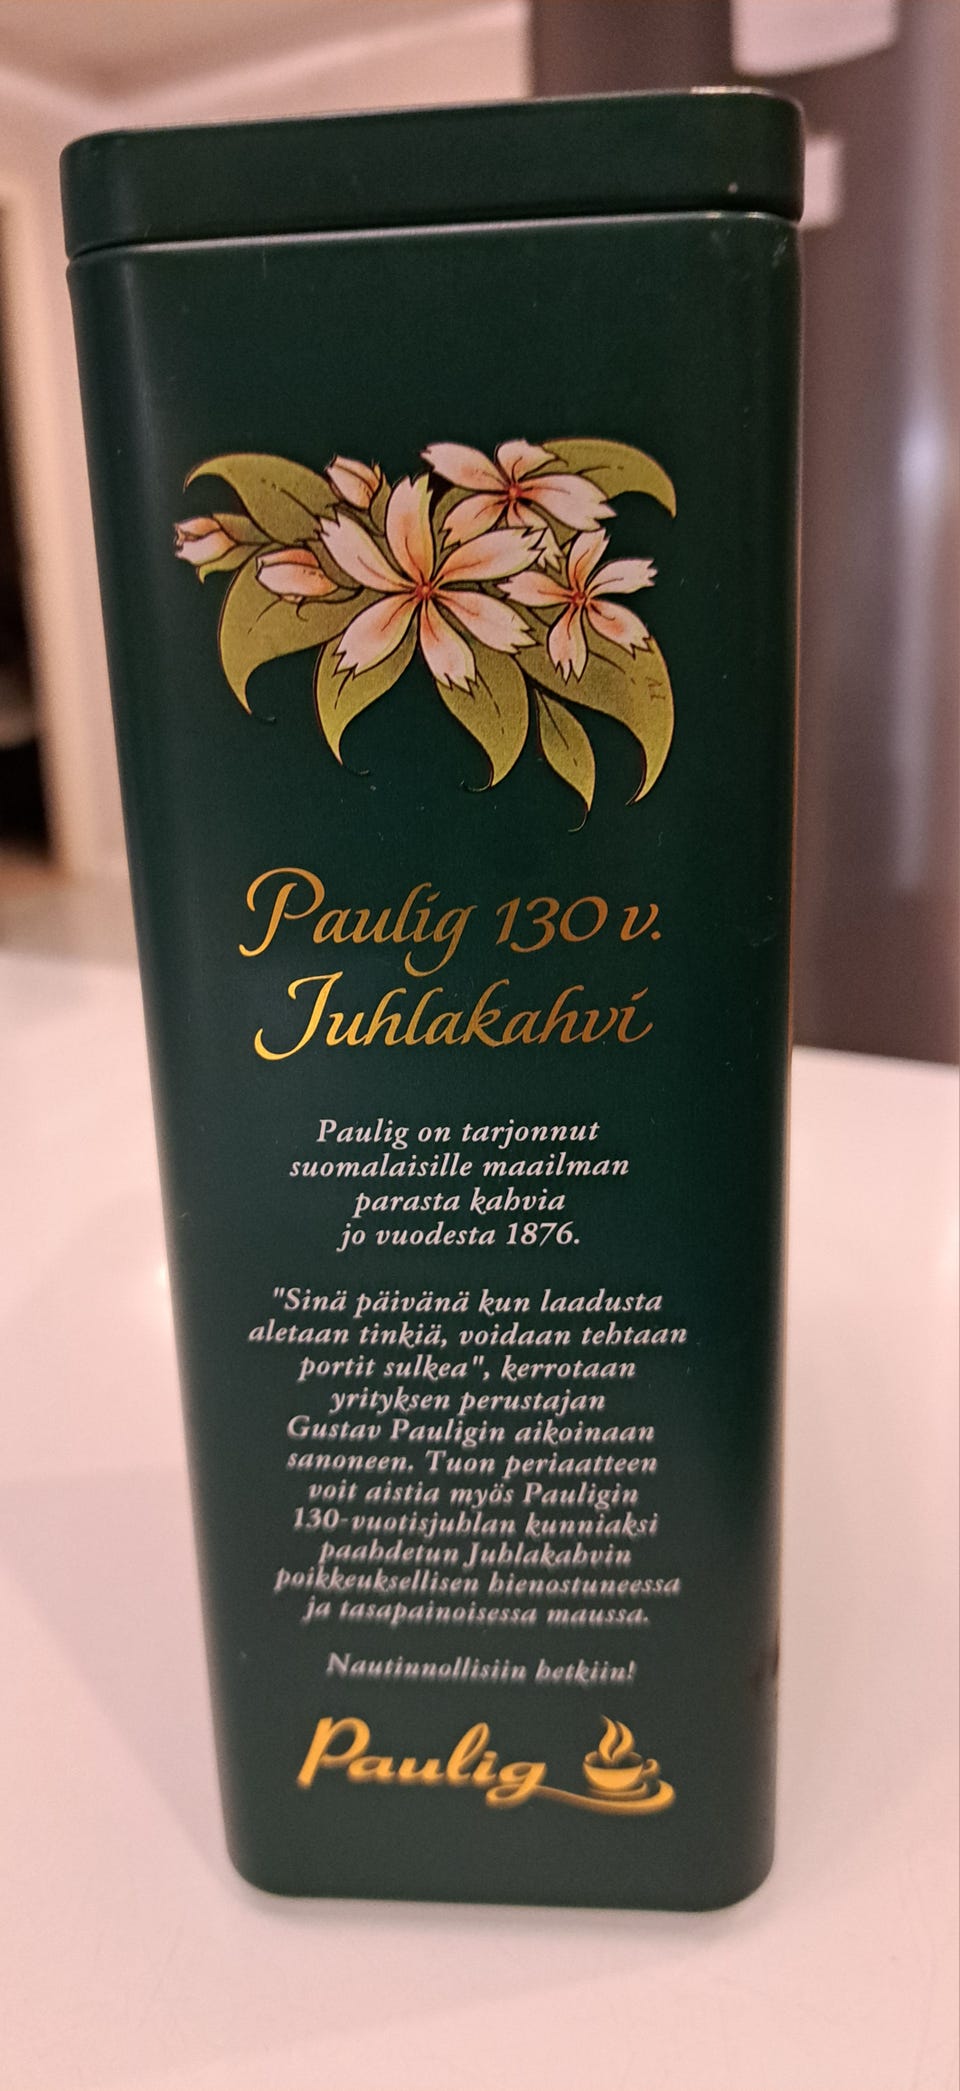 Paulig 130 v.
Juhlakahvi
Paulig on tarjonnut
suomalaisille maailman
parasta kahvia
jo vuodesta 1876.
"Sinä päivänä kun laadusta
aletaan tinkiä, voidaan tehtaan
portit sulkea", kerrotaan
yrityksen perustajan
Gustav Pauligin aikoinaan
sanoneen. Tuon periaatteen
voit aistia myös Pauligin
130-vuotisjuhlan kunniaksi
paahdetun Juhlakahvin
poikkeuksellisen hienostuneessa
ja tasapainoisessa maussa.
Nautinnollisiin hetkiin!
Paulig